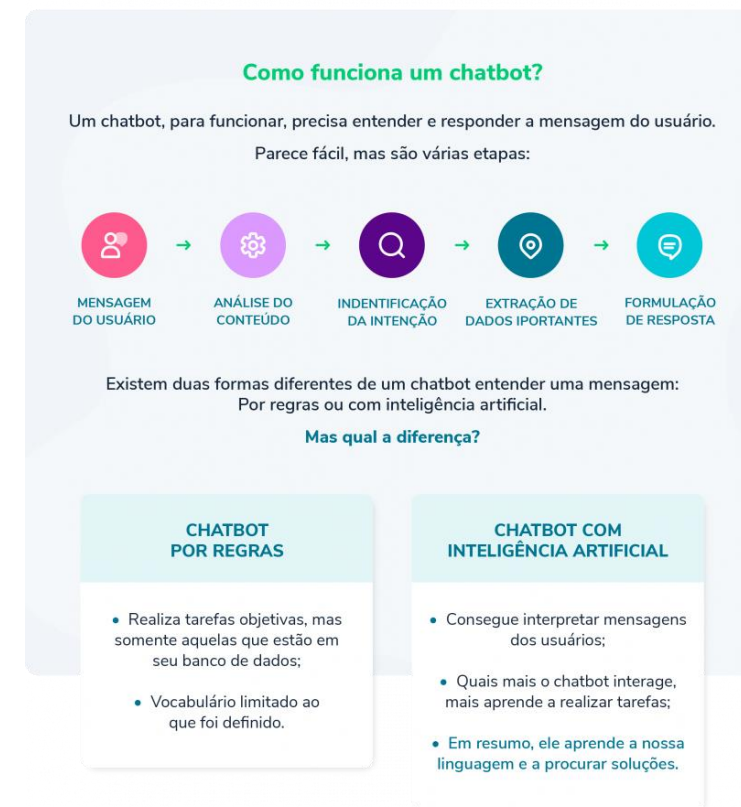 Como funciona um chatbot?
Um chatbot, para funcionar, precisa entender e responder a mensagem do usuário.
Parece fácil, mas são várias etapas:
MENSAGEM
DO USUÁRIO
ANÁLISE DO
CONTEÚDO
INDENTIFICAÇÃO
DA INTENÇÃO
EXTRAÇÃO DE
DADOS IPORTANTES
FORMULAÇÃO
DE RESPOSTA
Existem duas formas diferentes de um chatbot entender uma mensagem:
Por regras ou com inteligência artificial.
Mas qual a diferença?
CHATBOT
POR REGRAS
• Realiza tarefas objetivas, mas
somente aquelas que estão em
seu banco de dados;
• Vocabulário limitado ao
que foi definido.
CHATBOT COM
INTELIGÊNCIA ARTIFICIAL
• Consegue interpretar mensagens
dos usuários;
• Quais mais o chatbot interage,
mais aprende a realizar tarefas;
• Em resumo, ele aprende a nossa
linguagem e a procurar soluções.